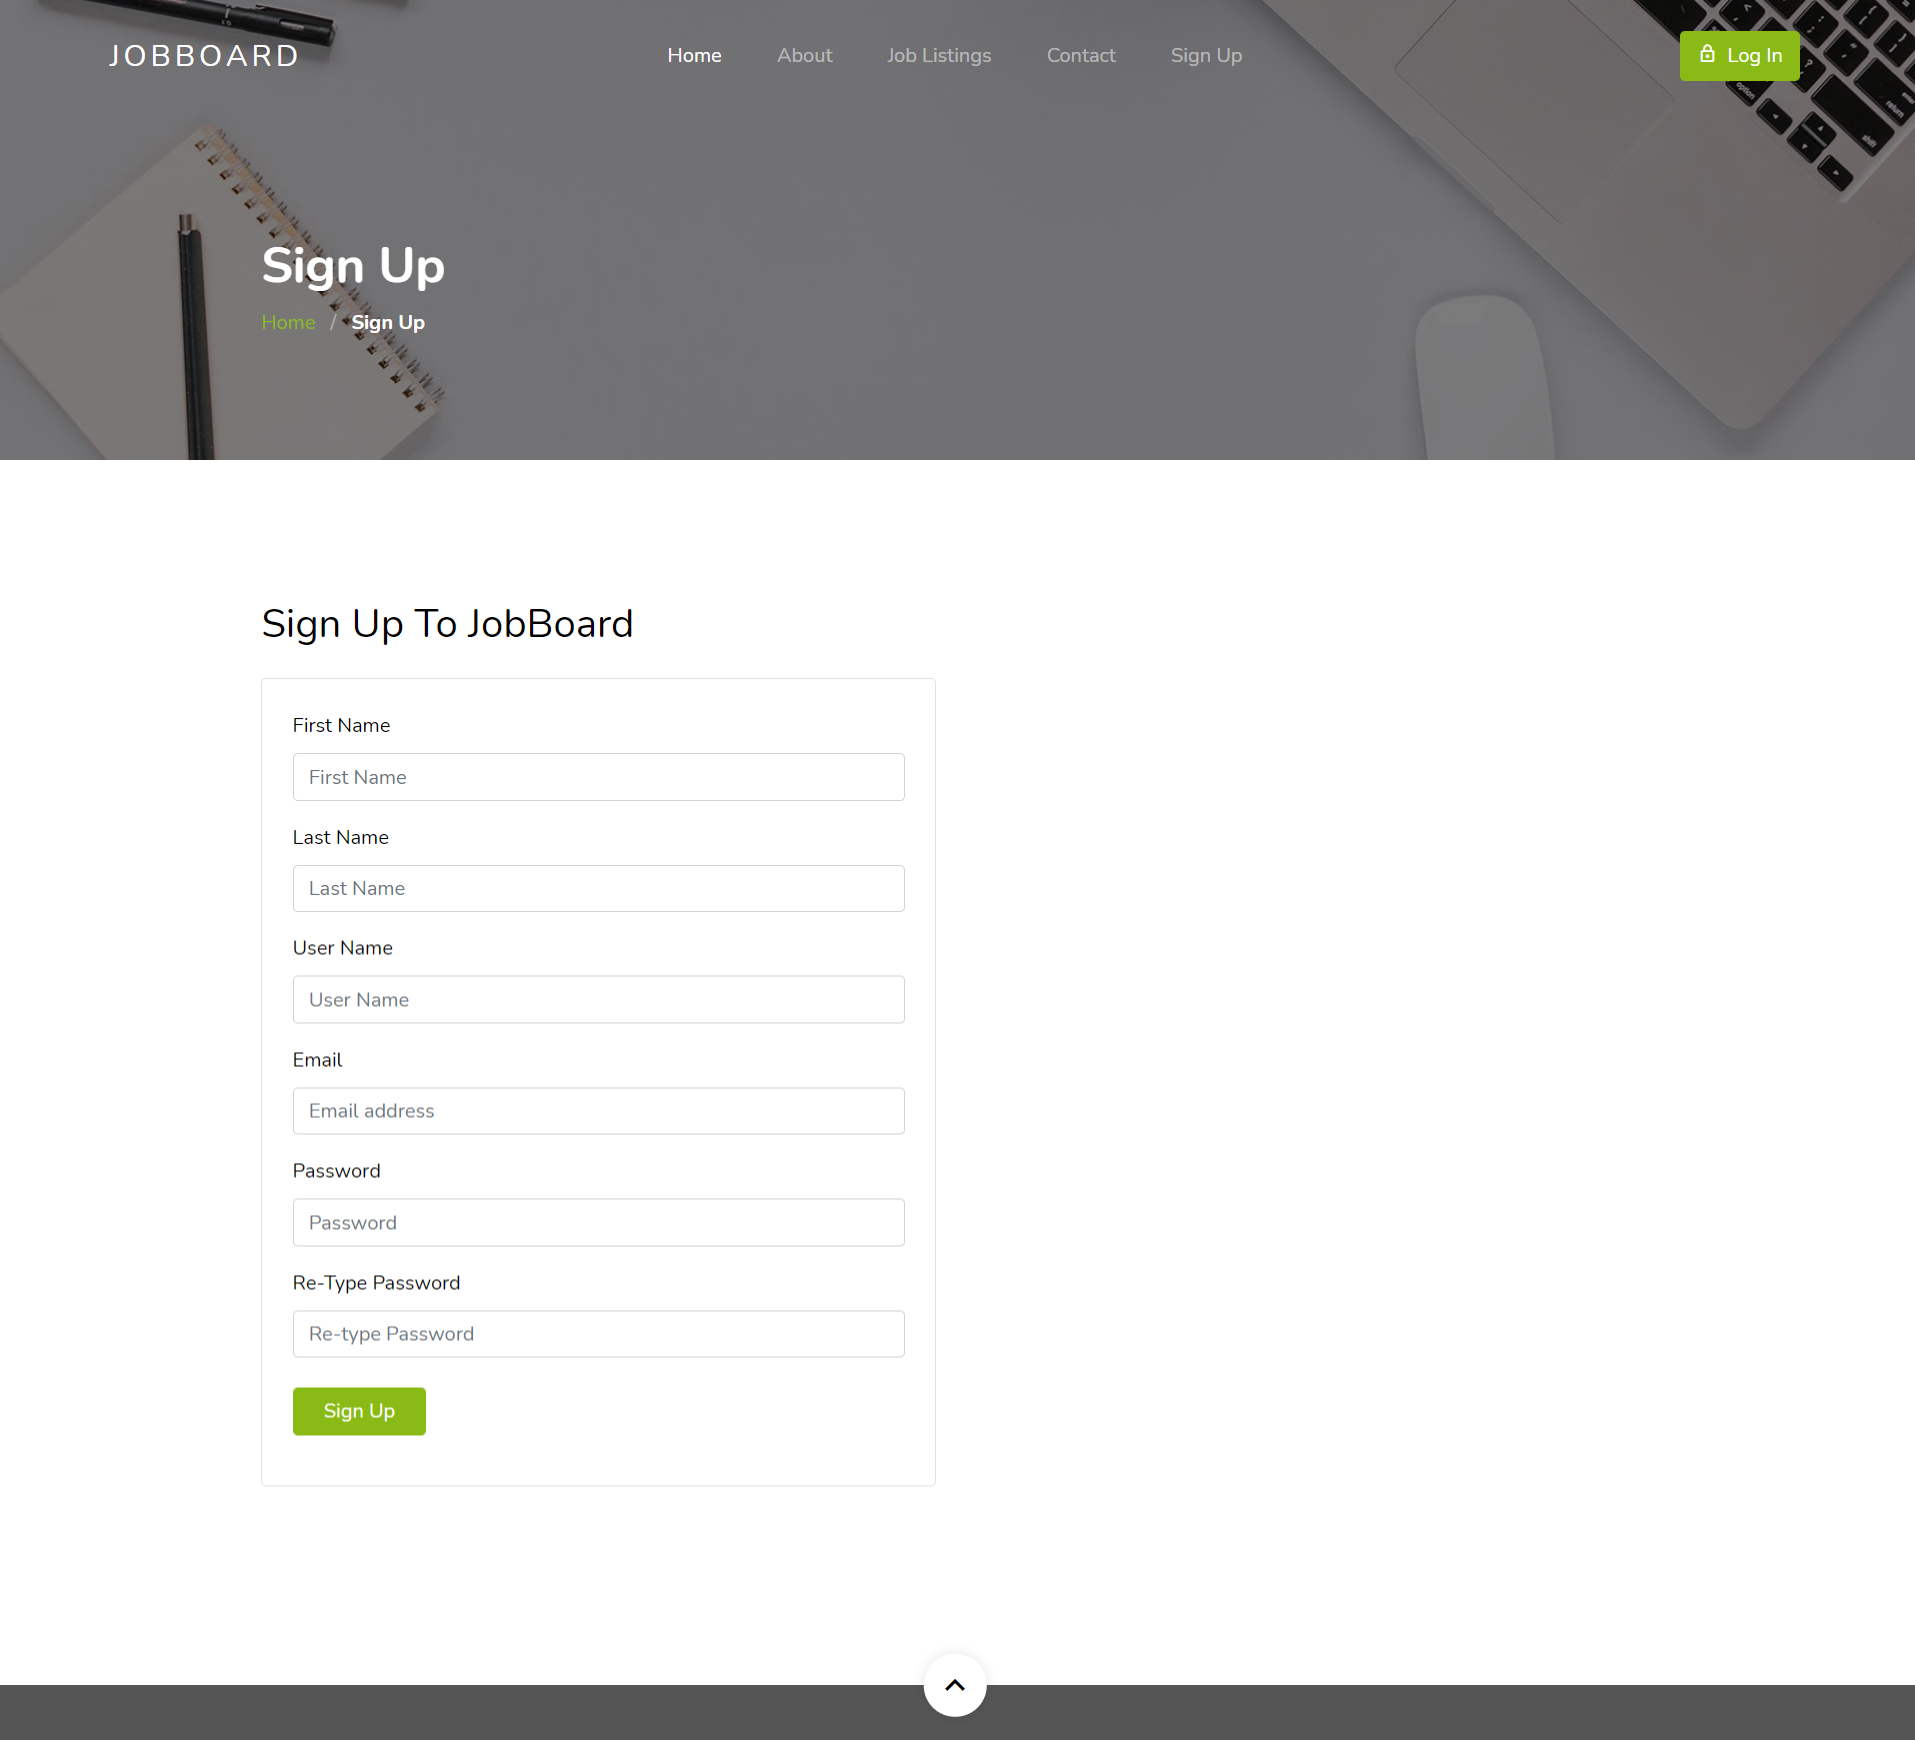 JOBBOARD
Home
About
Job Listings
Contact
Sign Up
Log In
Sign Up
Home / Sign Up
Sign Up To JobBoard
First Name
First Name
Last Name
Last Name
User Name
User Name
Email
Email address
Password
Password
Re-Type Password
Re-type Password
Sign Up